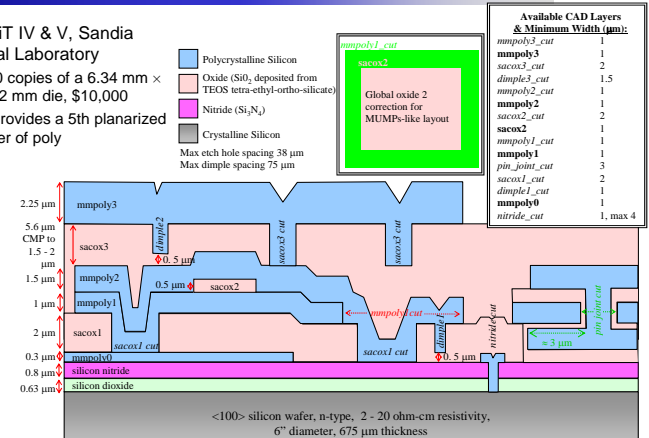 iT IV & V, Sandia
al Laboratory
0 copies of a 6.34 mm ×
2 mm die, $10,000
rovides a 5th planarized
er of poly
Polycrystalline Silicon
Oxide (Si0₂ deposited from
TEOS tetra-ethyl-ortho-silicate)
Nitride (Si₃N₄)
Crystalline Silicon
Max etch hole spacing 38 μm
Max dimple spacing 75 μm
mmpoly1_cut
sacox2
Global oxide 2
correction for
MUMPs-like layout
Available CAD Layers
& Minimum Width (μm):
mmpoly3_cut 1
mmpoly3 1
sacox3_cut 2
dimple3_cut 1.5
mmpoly2_cut 1
mmpoly2 1
sacox2_cut 2
sacox2 1
mmpoly1_cut 1
mmpoly1 1
pin_joint_cut 3
sacox1_cut 2
dimple1_cut 1
mmpoly0 1
nitride_cut 1, max 4
2.25 μm
mmpoly3
5.6 μm
CMP to
1.5 - 2
μm
sacox3
dimple2
0. 5 μm
sacox3 cut
sacox3 cut
1.5 μm
mmpoly2
0.5 μm
sacox2
1 μm
mmpoly1
mmpoly1cut
2 μm
sacox1
sacox1 cut
sacox1 cut
dimple1
0. 5 μm
nitride cut
pin joint cut
≈ 3 μm
0.3 μm
mmpoly0
0.8 μm
silicon nitride
0.63 μm
silicon dioxide
<100> silicon wafer, n-type, 2 - 20 ohm-cm resistivity,
6” diameter, 675 μm thickness